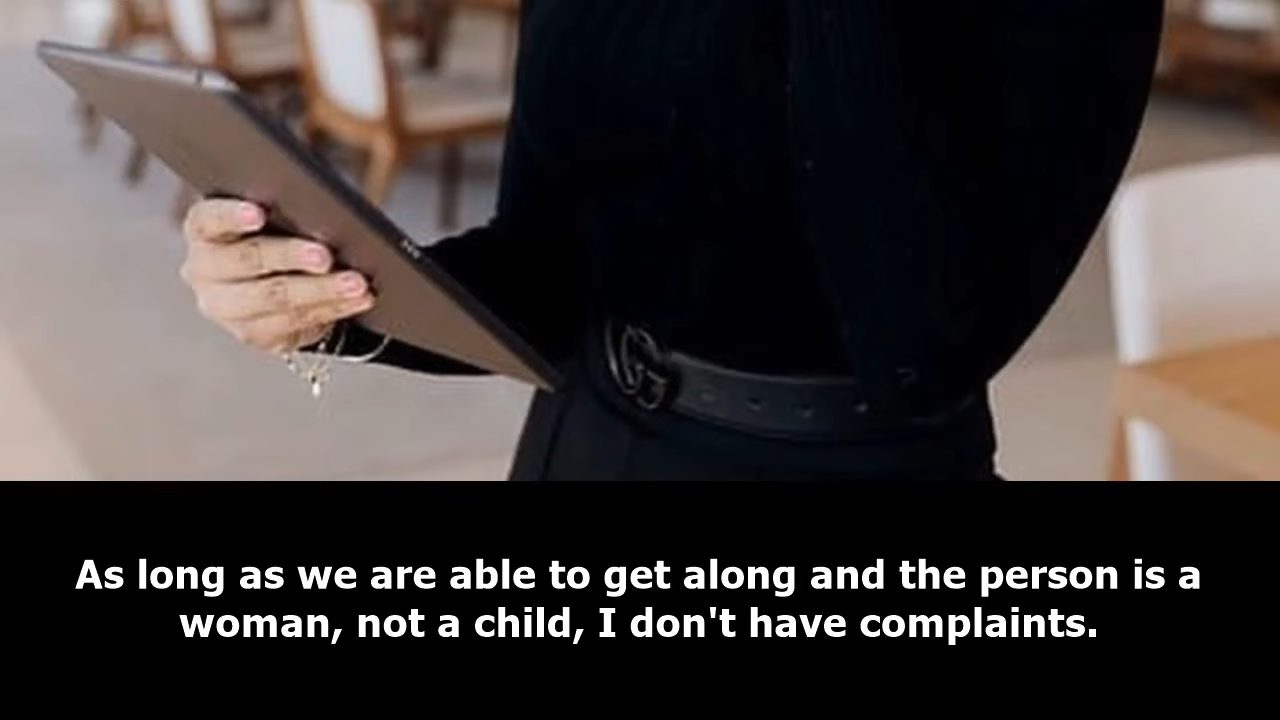 As long as we are able to get along and the person is a
woman, not a child, I don't have complaints.